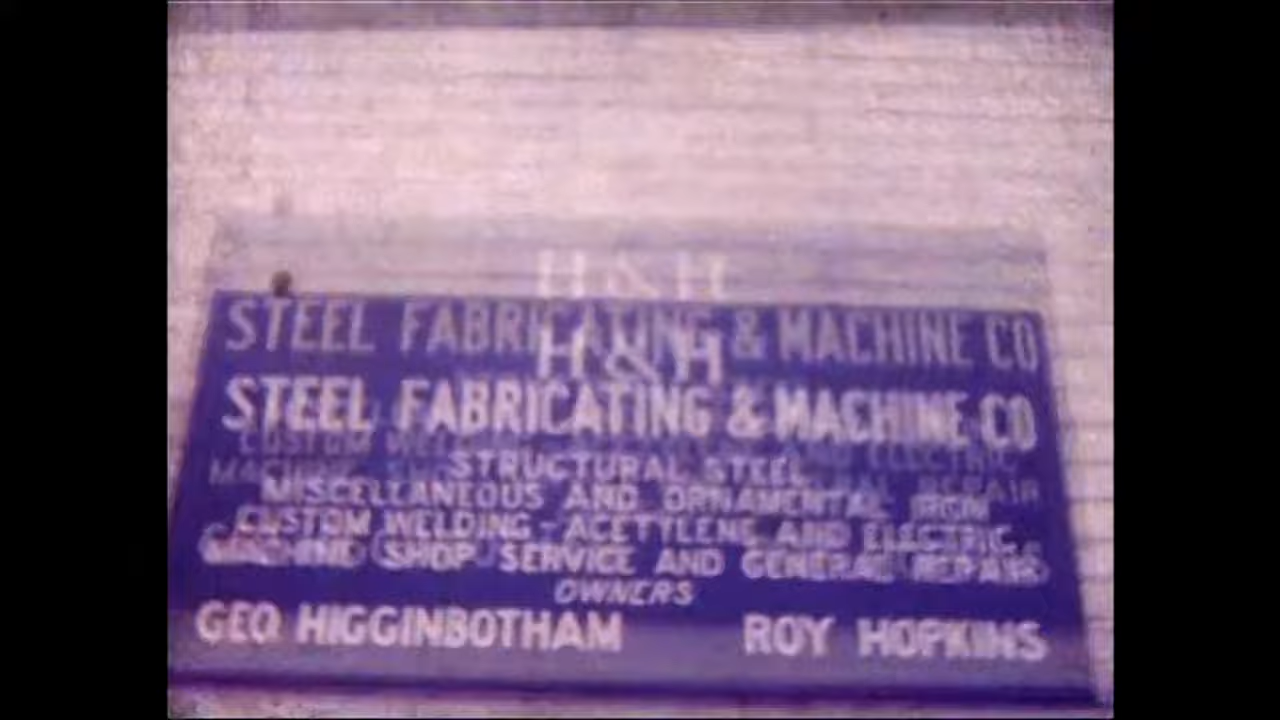 H & H
STEEL FABRICATING & MACHINE CO
STRUCTURAL STEEL
MISCELLANEOUS AND ORNAMENTAL IRON
CUSTOM WELDING - ACETYLENE AND ELECTRIC
MACHINE SHOP SERVICE AND GENERAL REPAIR
OWNERS
GEO HIGGINBOTHAM ROY HOPKINS